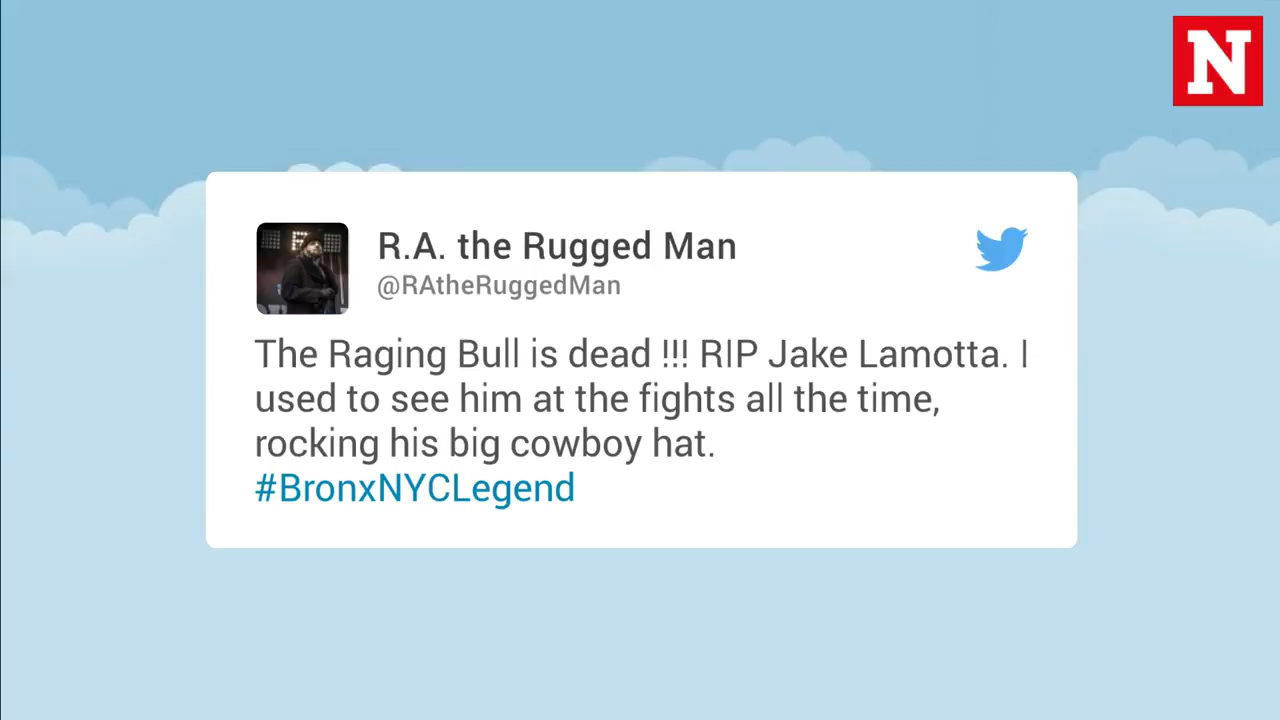 N
R.A. the Rugged Man
@RAtheRuggedMan
The Raging Bull is dead !!! RIP Jake Lamotta. I
used to see him at the fights all the time,
rocking his big cowboy hat.
#BronxNYCLegend